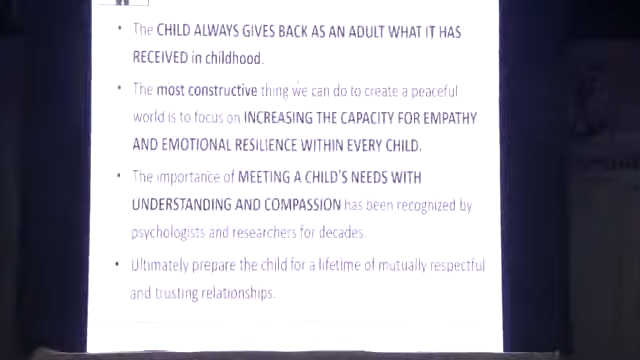 • The CHILD ALWAYS GIVES BACK AS AN ADULT WHAT IT HAS
RECEIVED in childhood.
• The most constructive thing we can do to create a peaceful
world is to focus on INCREASING THE CAPACITY FOR EMPATHY
AND EMOTIONAL RESILIENCE WITHIN EVERY CHILD.
• The importance of MEETING A CHILD'S NEEDS WITH
UNDERSTANDING AND COMPASSION has been recognized by
psychologists and researchers for decades.
• Ultimately prepare the child for a lifetime of mutually respectful
and trusting relationships.